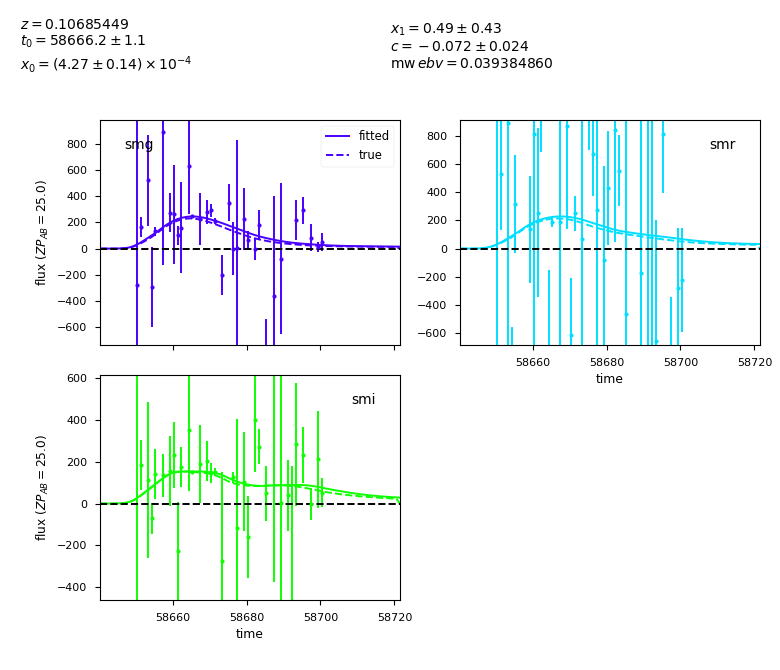 z = 0.10685449
t₀ = 58666.2 ± 1.1
x₀ = (4.27 ± 0.14) × 10⁻⁴
x₁ = 0.49 ± 0.43
c = −0.072 ± 0.024
mw ebv = 0.039384860
smg
fitted
true
800
600
400
200
0
−200
−400
−600
flux (ZP_AB = 25.0)
smr
800
600
400
200
0
−200
−400
−600
58660 58680 58700 58720
time
smi
600
400
200
0
−200
−400
flux (ZP_AB = 25.0)
58660 58680 58700 58720
time